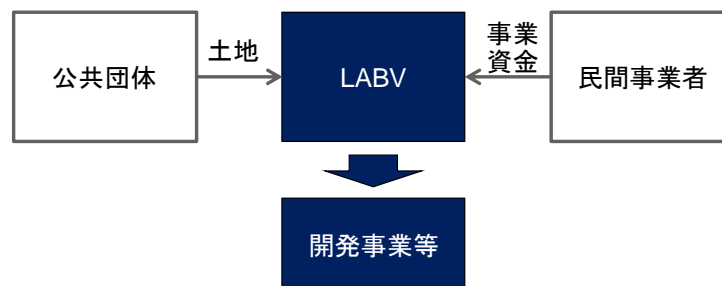 公共団体
土地
LABV
事業
資金
民間事業者
開発事業等